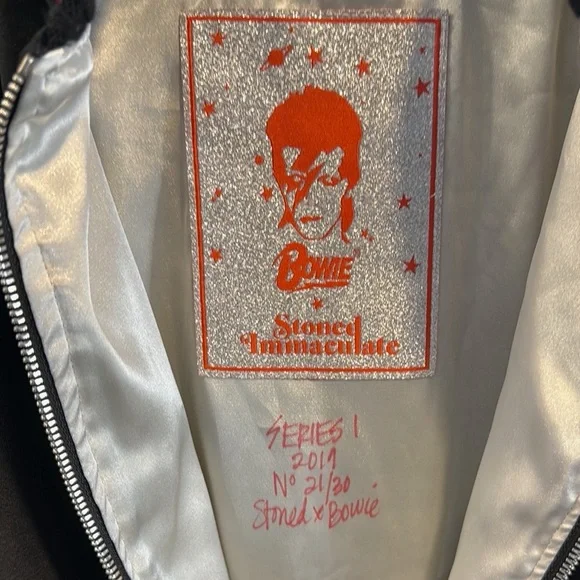 BOWIE
Stoned
Immaculate
SERIES 1
2019
Nº 21/30
Stoned x Bowie